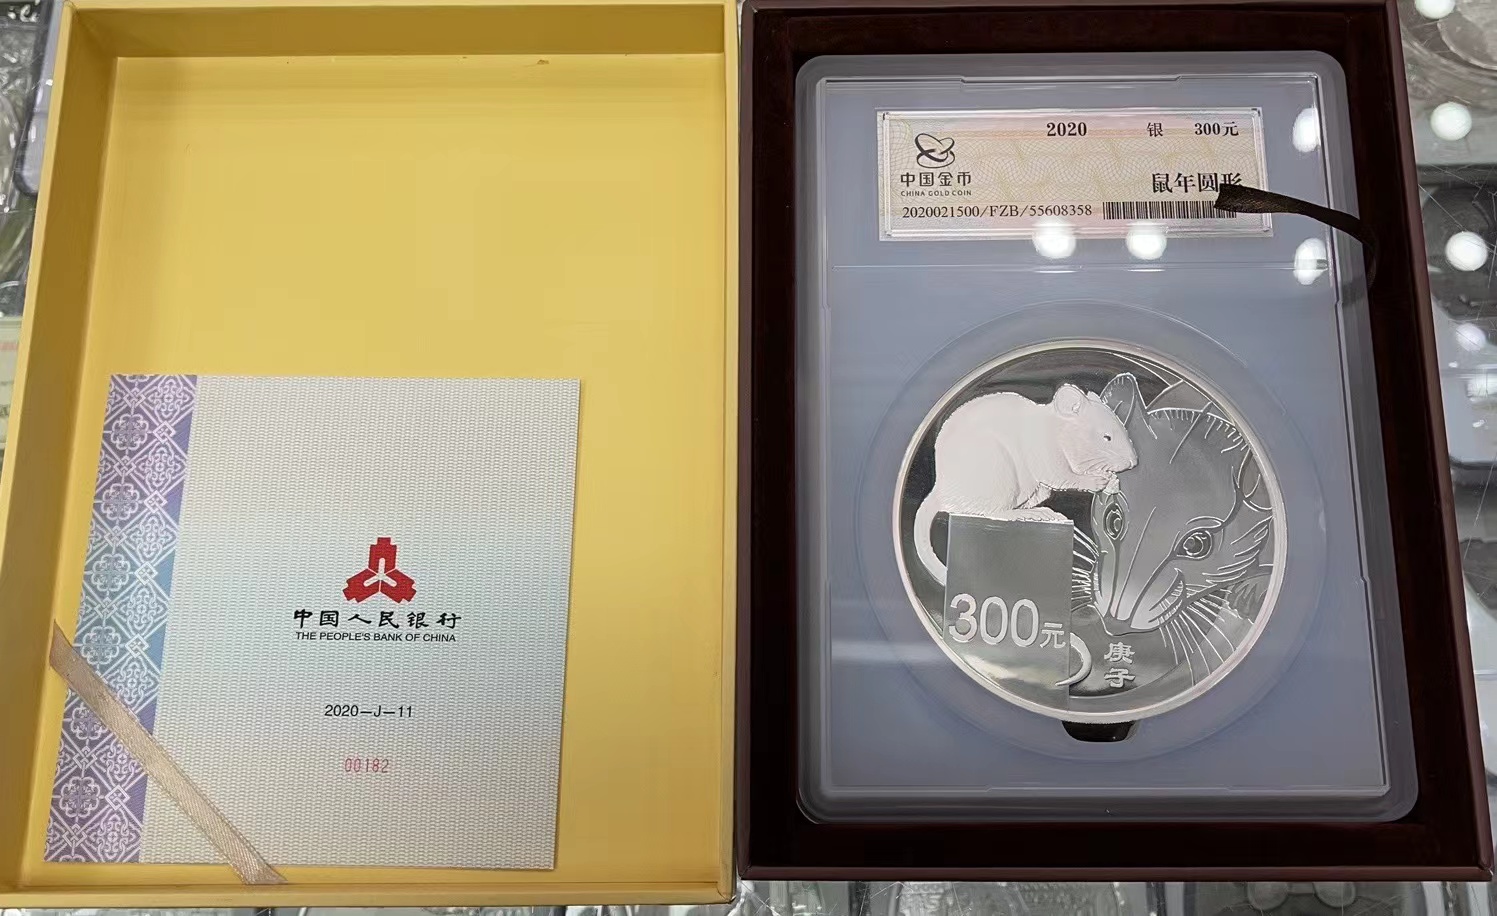 中国人民银行
THE PEOPLE'S BANK OF CHINA
2020-J-11
00182
2020 银 300元
中国金币
CHINA GOLD COIN
鼠年圆形
2020021500/FZB/55608358
300元
庚子